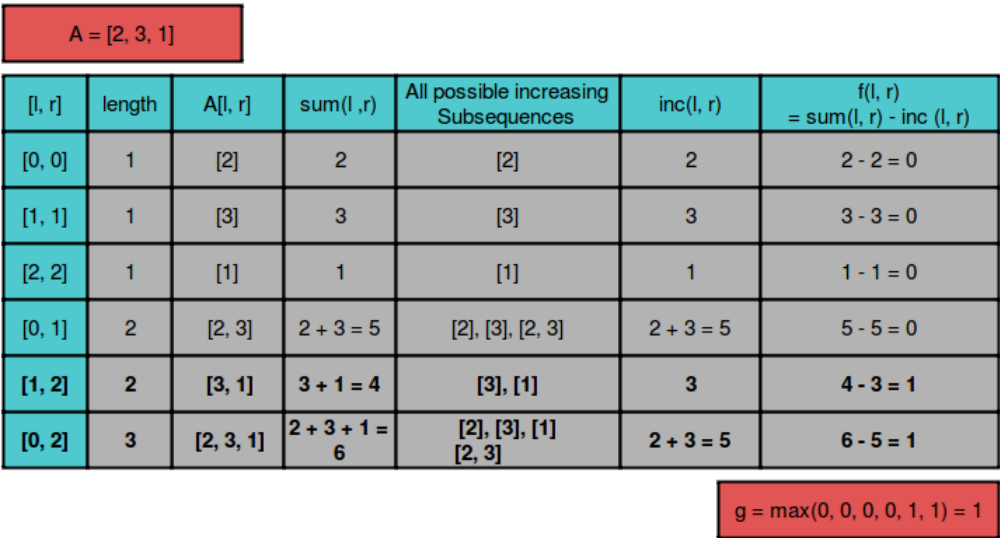 A = [2, 3, 1]
[l, r] length A[l, r] sum(l ,r) All possible increasing Subsequences inc(l, r) f(l, r) = sum(l, r) - inc (l, r)
[0, 0] 1 [2] 2 [2] 2 2 - 2 = 0
[1, 1] 1 [3] 3 [3] 3 3 - 3 = 0
[2, 2] 1 [1] 1 [1] 1 1 - 1 = 0
[0, 1] 2 [2, 3] 2 + 3 = 5 [2], [3], [2, 3] 2 + 3 = 5 5 - 5 = 0
[1, 2] 2 [3, 1] 3 + 1 = 4 [3], [1] 3 4 - 3 = 1
[0, 2] 3 [2, 3, 1] 2 + 3 + 1 = 6 [2], [3], [1] [2, 3] 2 + 3 = 5 6 - 5 = 1
g = max(0, 0, 0, 0, 1, 1) = 1